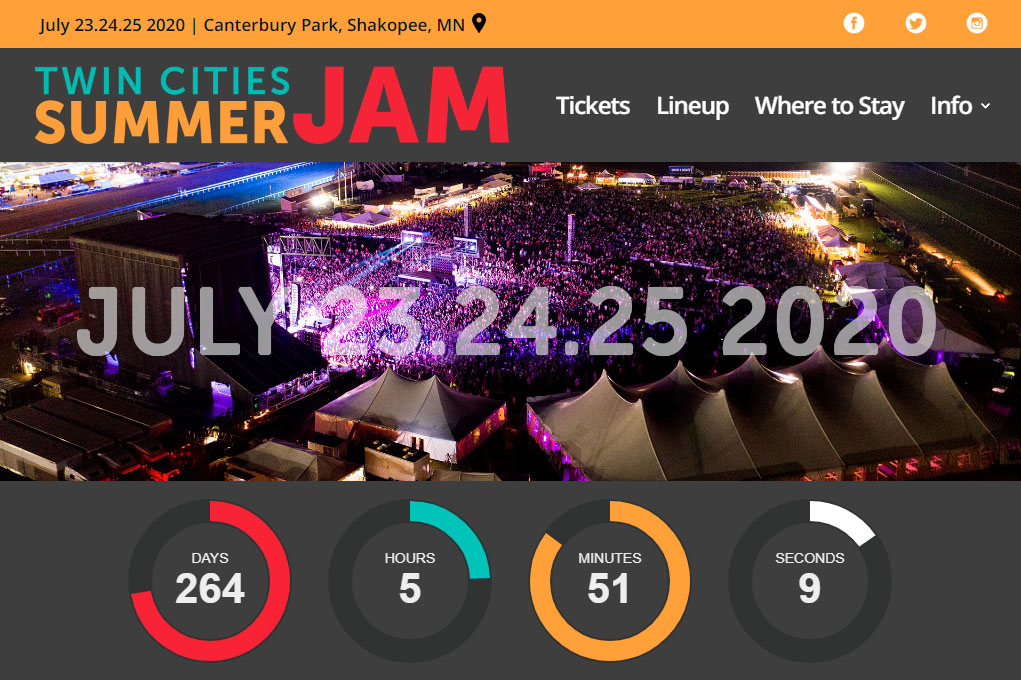 July 23.24.25 2020 | Canterbury Park, Shakopee, MN
TWIN CITIES
SUMMER JAM
Tickets Lineup Where to Stay Info
JULY 23.24.25 2020
DAYS HOURS MINUTES SECONDS
264 5 51 9